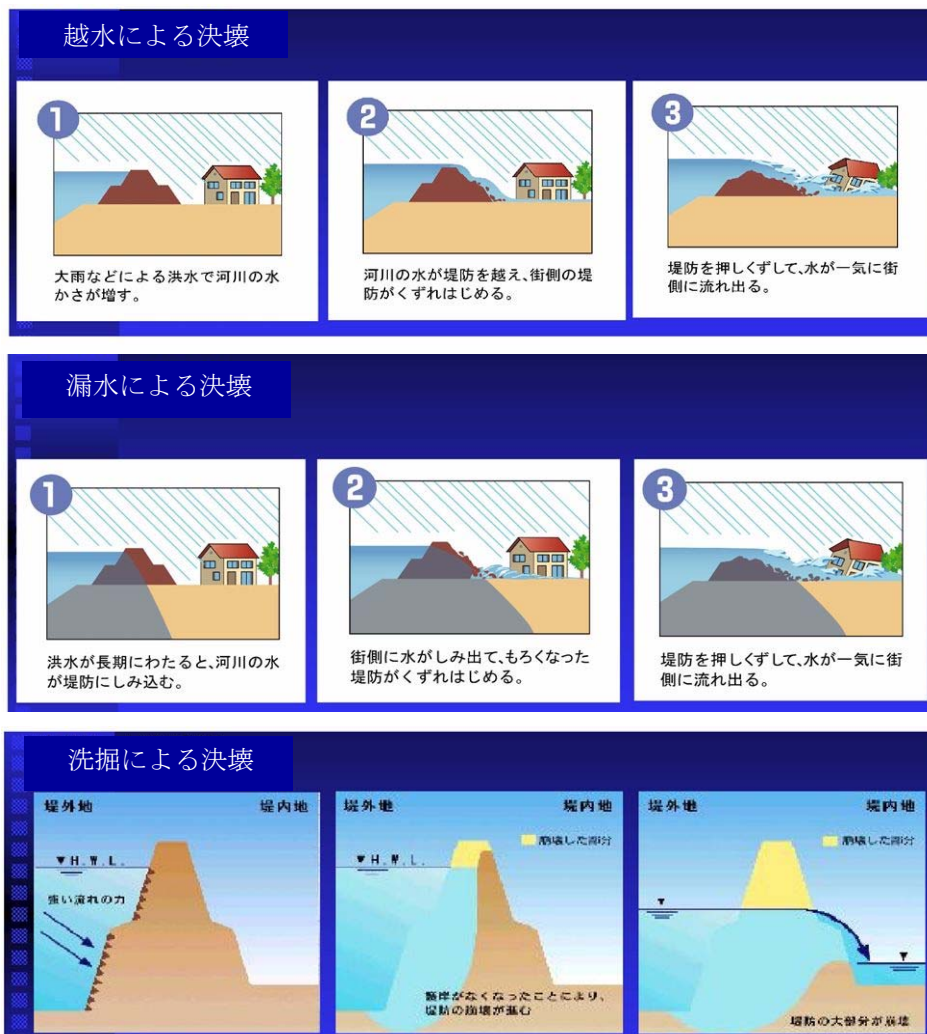 越水による決壊
1
大雨などによる洪水で河川の水
かさが増す。
2
河川の水が堤防を越え、街側の堤
防がくずれはじめる。
3
堤防を押しくずして、水が一気に街
側に流れ出る。
漏水による決壊
1
洪水が長期にわたると、河川の水
が堤防にしみ込む。
2
街側に水がしみ出て、もろくなった
堤防がくずれはじめる。
3
堤防を押しくずして、水が一気に街
側に流れ出る。
洗掘による決壊
堤外地 堤内地
▼H.W.L.
強い流れの力
堤外地 堤内地
崩壊した部分
▼H.W.L.
護岸がなくなったことにより、
堤防の崩壊が進む
堤外地 堤内地
崩壊した部分
▼
▼
堤防の大部分が崩壊